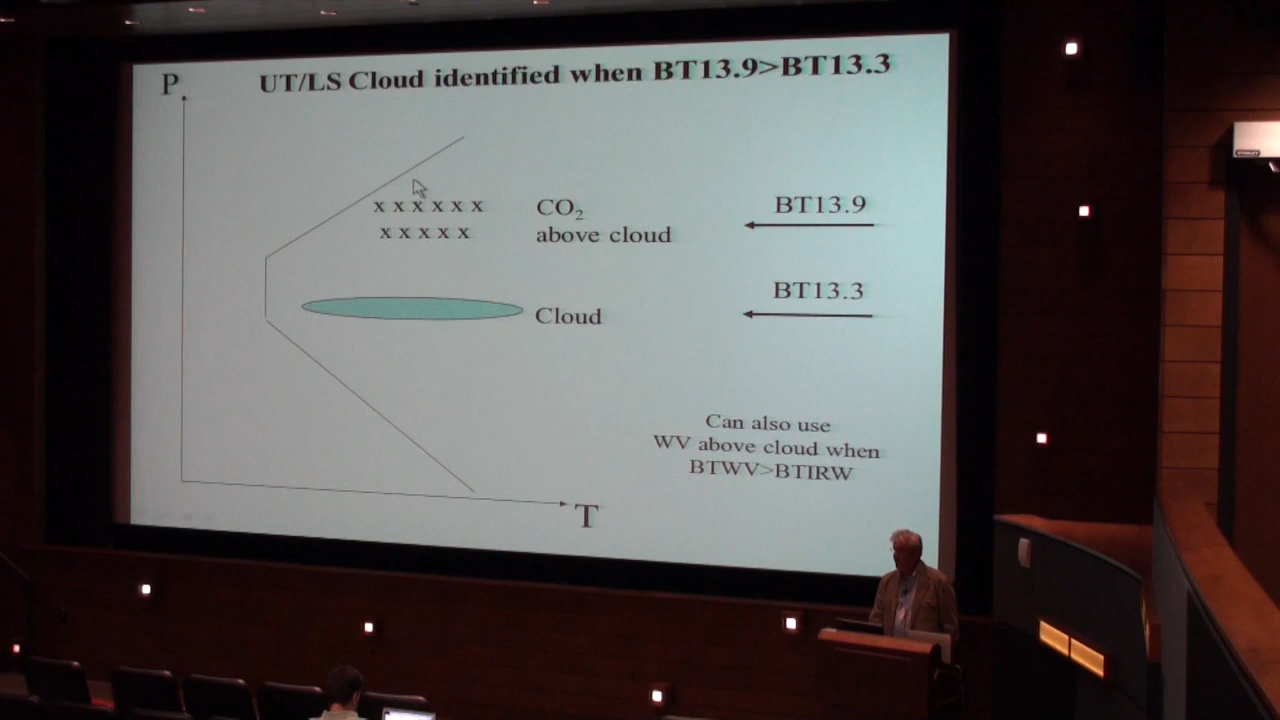 P
UT/LS Cloud identified when BT13.9>BT13.3
x x x x x x
x x x x x
CO₂
above cloud
BT13.9
Cloud
BT13.3
Can also use
WV above cloud when
BTWV>BTIRW
T
STANLEY